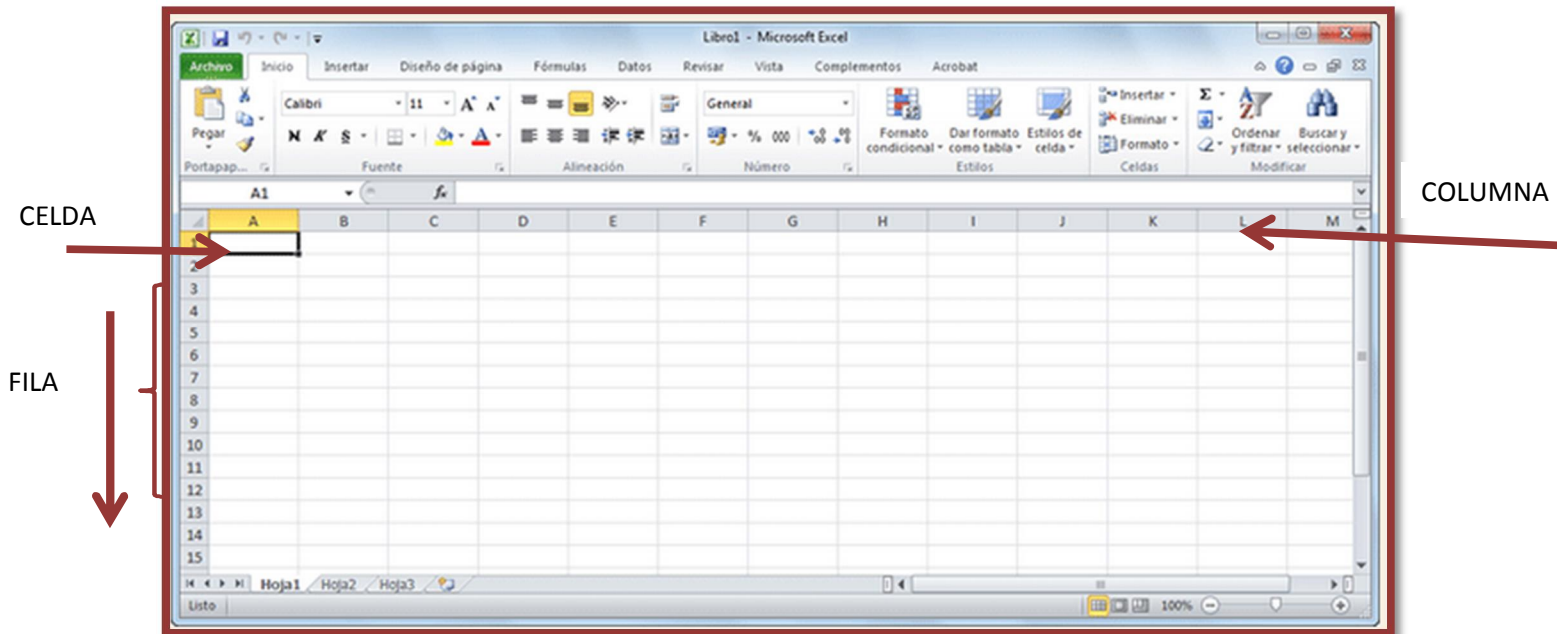 Libro1 - Microsoft Excel
Archivo Inicio Insertar Diseño de página Fórmulas Datos Revisar Vista Complementos Acrobat
Calibri 11 A A General Insertar Σ
Pegar N K S A % 000 Formato condicional Dar formato como tabla Estilos de celda Eliminar Formato Ordenar y filtrar Buscar y seleccionar
Portapap... Fuente Alineación Número Estilos Celdas Modificar
A1 fx
COLUMNA
CELDA
A B C D E F G H I J K L M
1
2
3
4
5
6
7
FILA
8
9
10
11
12
13
14
15
Hoja1 Hoja2 Hoja3
Listo 100%